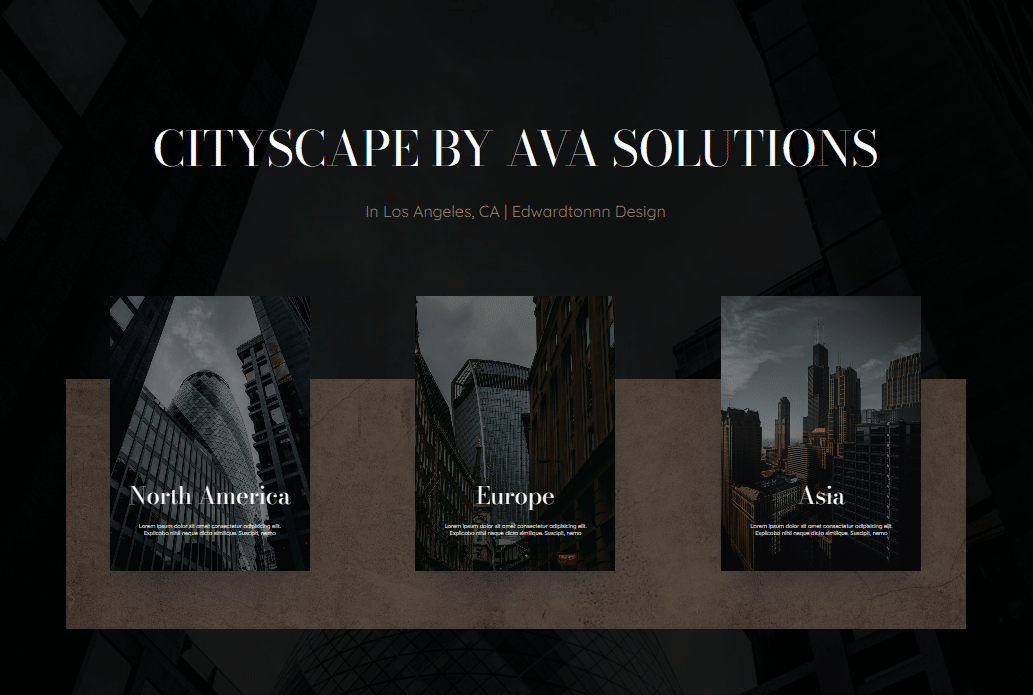 CITYSCAPE BY AVA SOLUTIONS
In Los Angeles, CA | Edwardtonnn Design
North America
Lorem ipsum dolor sit amet consectetur adipisicing elit.
Explicabo nihil neque dicta similique. Suscipit, nemo
Europe
Lorem ipsum dolor sit amet consectetur adipisicing elit.
Explicabo nihil neque dicta similique. Suscipit, nemo
Asia
Lorem ipsum dolor sit amet consectetur adipisicing elit.
Explicabo nihil neque dicta similique. Suscipit, nemo